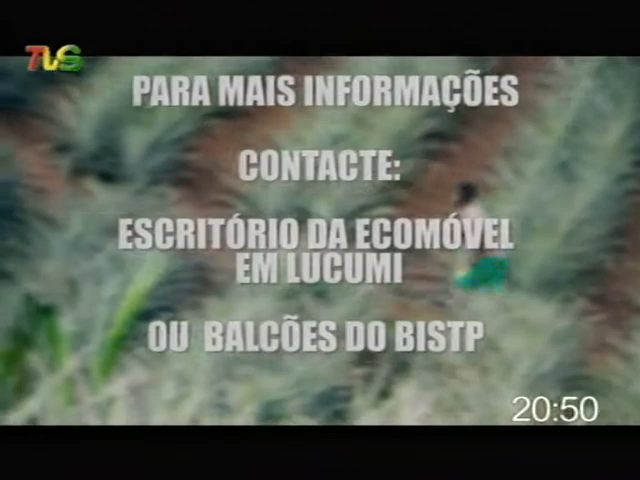 TVS
PARA MAIS INFORMAÇÕES
CONTACTE:
ESCRITÓRIO DA ECOMÓVEL
EM LUCUMI
OU BALCÕES DO BISTP
20:50